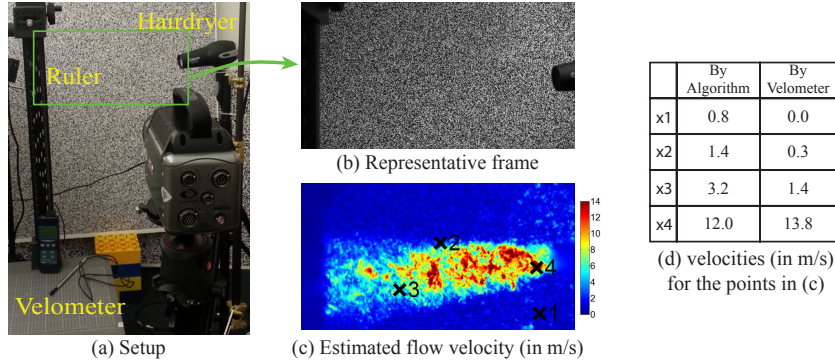 Hairdryer
Ruler
Velometer
(a) Setup
(b) Representative frame
1
2
3
4
14
12
10
8
6
4
2
0
(c) Estimated flow velocity (in m/s)
By Algorithm By Velometer
x1 0.8 0.0
x2 1.4 0.3
x3 3.2 1.4
x4 12.0 13.8
(d) velocities (in m/s)
for the points in (c)